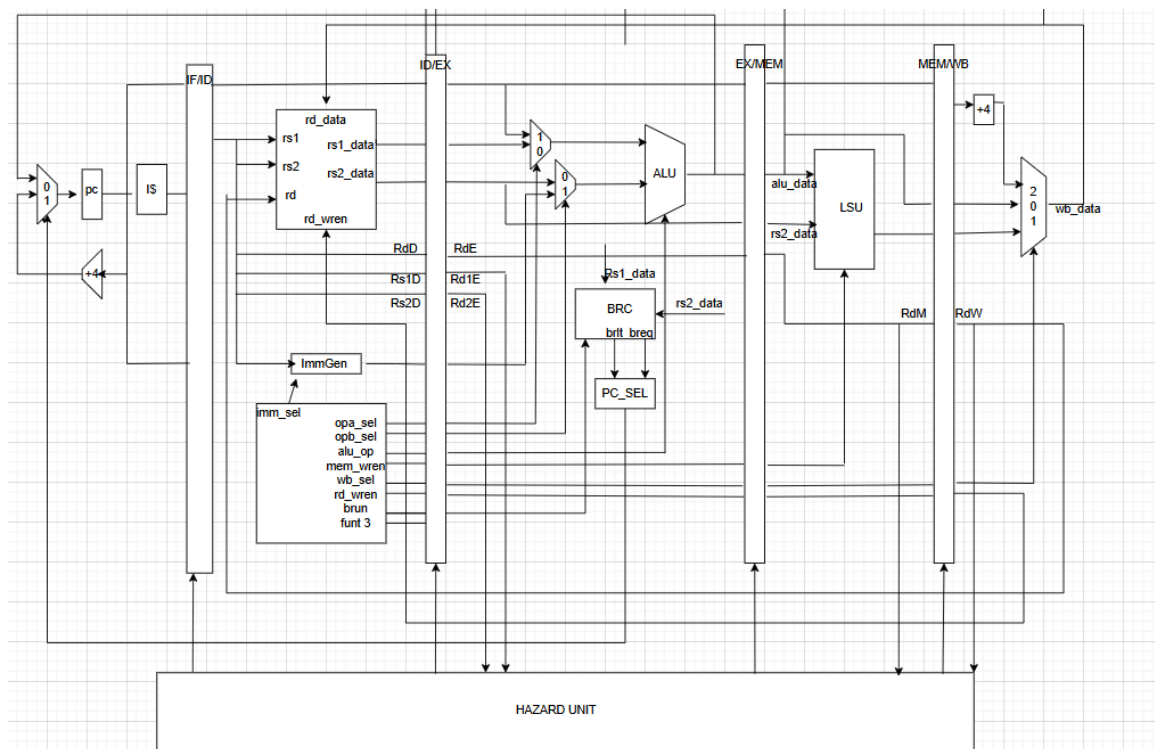 IF/ID
ID/EX
EX/MEM
MEM/WB
rd_data
rs1
rs1_data
rs2
rs2_data
rd
rd_wren
1
0
0
1
ALU
alu_data
LSU
rs2_data
+4
2
0
1
wb_data
0
1
pc
I$
+4
RdD
RdE
Rs1D
Rd1E
Rs2D
Rd2E
Rs1_data
BRC
rs2_data
brlt
breq
PC_SEL
RdM
RdW
ImmGen
imm_sel
opa_sel
opb_sel
alu_op
mem_wren
wb_sel
rd_wren
brun
funt 3
HAZARD UNIT